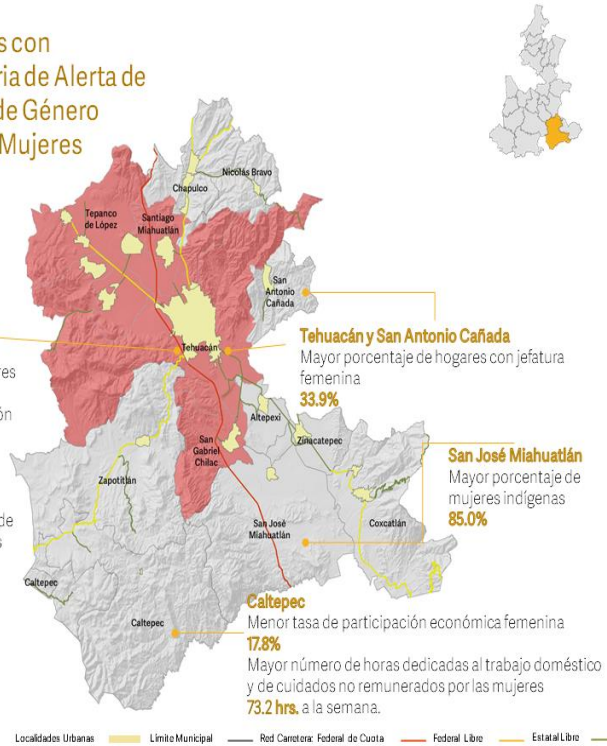 s con
ria de Alerta de
de Género
Mujeres
Nicolás Bravo
Chapulco
Tepanco
de López
Santiago
Miahuatlán
San
Antonio
Cañada
Tehuacán
Tehuacán y San Antonio Cañada
Mayor porcentaje de hogares con jefatura
femenina
33.9%
res
ón
Altepexi
Zinacatepec
San
Gabriel
Chilac
San José Miahuatlán
Mayor porcentaje de
mujeres indígenas
85.0%
Zapotitlán
de
s
San José
Miahuatlán
Coxcatlán
Caltepec
Caltepec
Caltepec
Menor tasa de participación económica femenina
17.8%
Mayor número de horas dedicadas al trabajo doméstico
y de cuidados no remunerados por las mujeres
73.2 hrs. a la semana.
Localidades Urbanas Límite Municipal Red Carretera: Federal de Cuota Federal Libre Estatal Libre